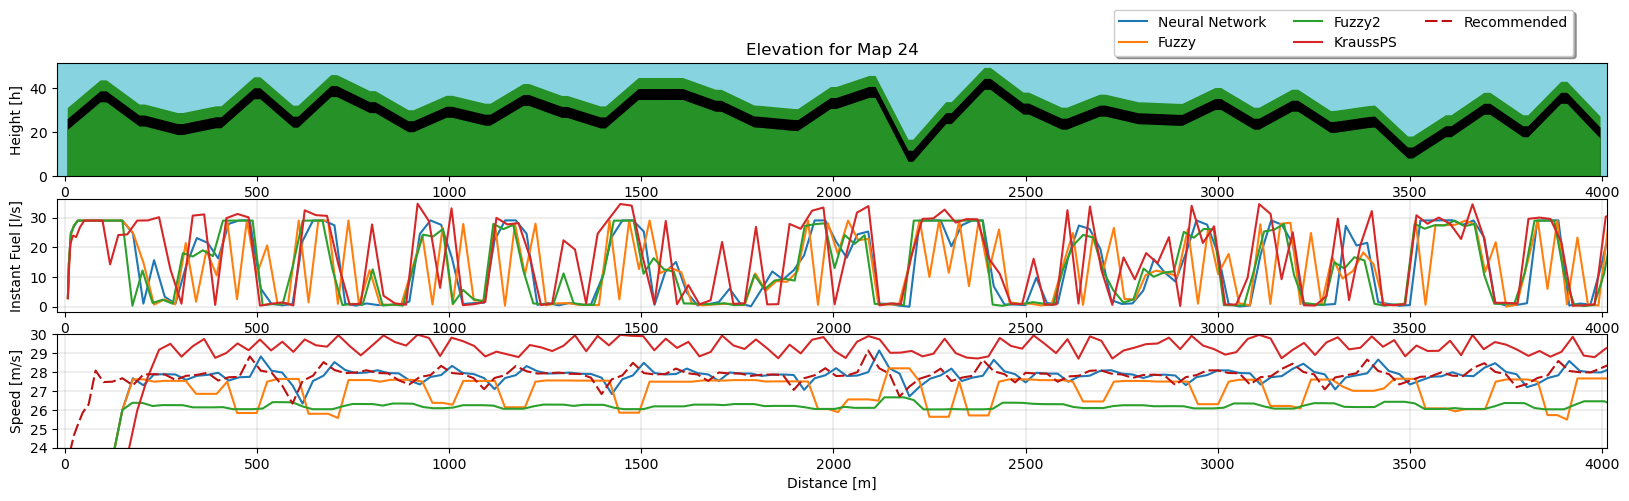 Neural Network Fuzzy2 Recommended
Fuzzy KraussPS
Elevation for Map 24
Height [h]
40
20
0
0 500 1000 1500 2000 2500 3000 3500 4000
Instant Fuel [l/s]
30
20
10
0
0 500 1000 1500 2000 2500 3000 3500 4000
Speed [m/s]
30
29
28
27
26
25
24
0 500 1000 1500 2000 2500 3000 3500 4000
Distance [m]